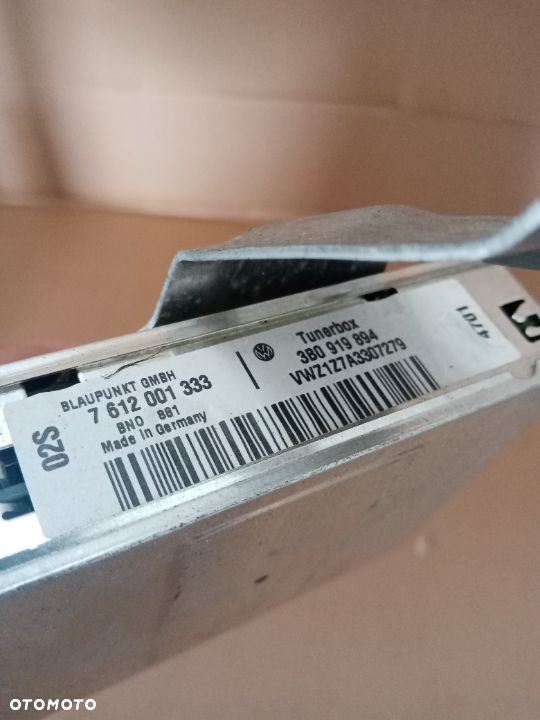 02S
BLAUPUNKT GMBH
7 612 001 333
BNO 881
Made in Germany
Tunerbox
3B0 919 894
VWZ1Z7A3307279
4701
OTOMOTO